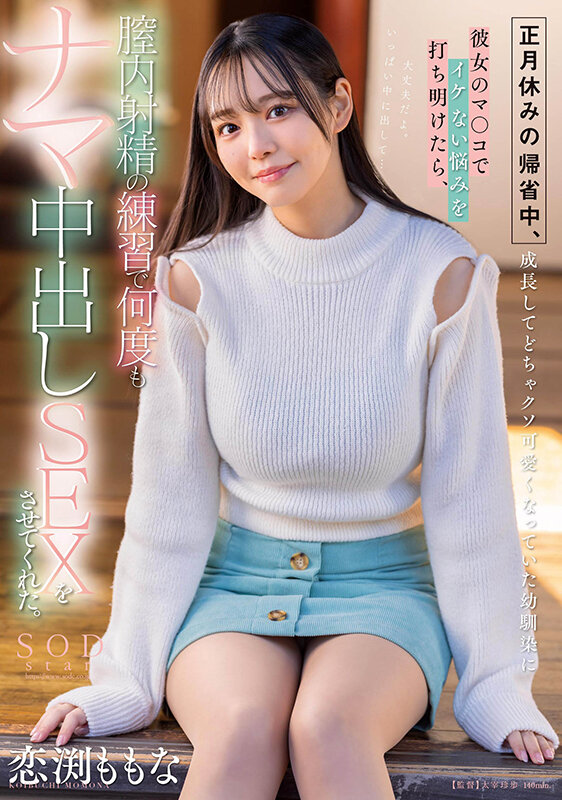 正月休みの帰省中、
成長してどちゃクソ可愛くなっていた幼馴染に
彼女のマ〇コで
イケない悩みを
打ち明けたら、
大丈夫だよ。
いっぱい中に出して…
膣内射精の練習で何度も
ナマ中出しSEXを
させてくれた。
SOD
star
恋渕ももな
KOIBUCHI MOMONA
【監督】太宰珍歩 140min.